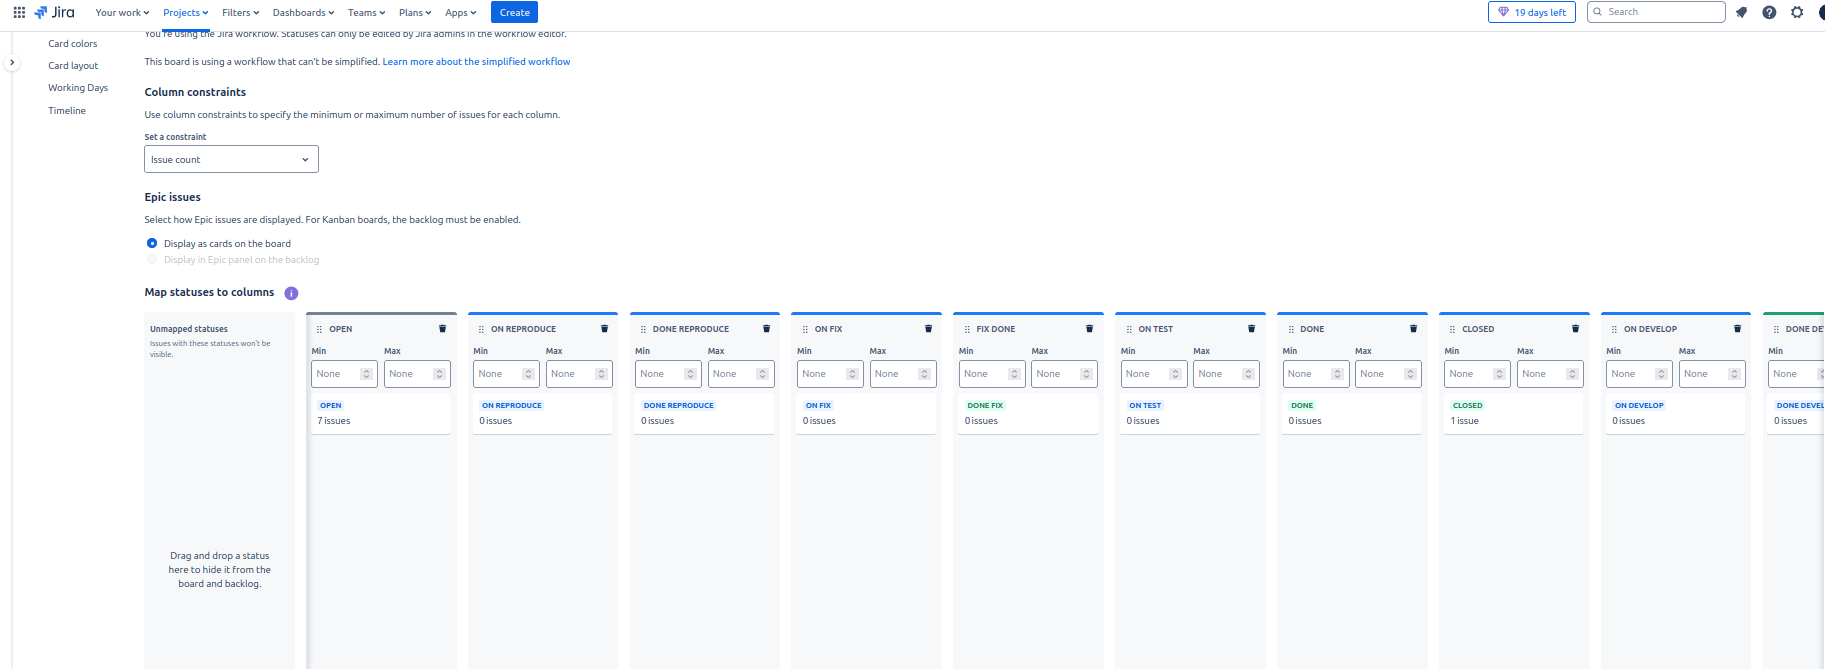 Jira
Your work
Projects
Filters
Dashboards
Teams
Plans
Apps
Create
19 days left
Search
Card colors
Card layout
Working Days
Timeline
You're using the Jira workflow. Statuses can only be edited by Jira admins in the workflow editor.
This board is using a workflow that can't be simplified. Learn more about the simplified workflow
Column constraints
Use column constraints to specify the minimum or maximum number of issues for each column.
Set a constraint
Issue count
Epic issues
Select how Epic issues are displayed. For Kanban boards, the backlog must be enabled.
Display as cards on the board
Display in Epic panel on the backlog
Map statuses to columns
Unmapped statuses
Issues with these statuses won't be
visible.
Drag and drop a status
here to hide it from the
board and backlog.
OPEN
Min Max
None None
OPEN
7 issues
ON REPRODUCE
Min Max
None None
ON REPRODUCE
0 issues
DONE REPRODUCE
Min Max
None None
DONE REPRODUCE
0 issues
ON FIX
Min Max
None None
ON FIX
0 issues
FIX DONE
Min Max
None None
DONE FIX
0 issues
ON TEST
Min Max
None None
ON TEST
0 issues
DONE
Min Max
None None
DONE
0 issues
CLOSED
Min Max
None None
CLOSED
1 issue
ON DEVELOP
Min Max
None None
ON DEVELOP
0 issues
DONE DE
Min
None
DONE DEVEL
0 issues